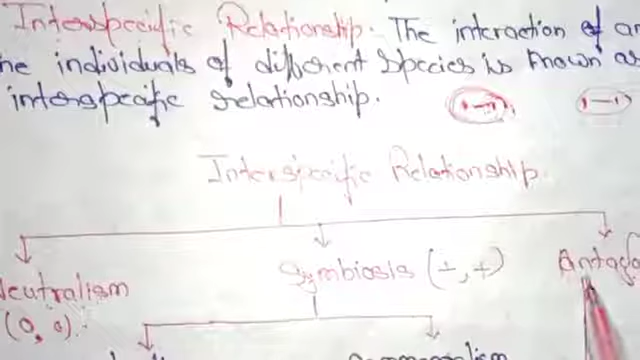 Interspecific Relationship. The interaction of
individuals of different species is known as
interspecific relationship.
Interspecific Relationship.
Symbiosis (+,+)
Neutralism
(0, 0)